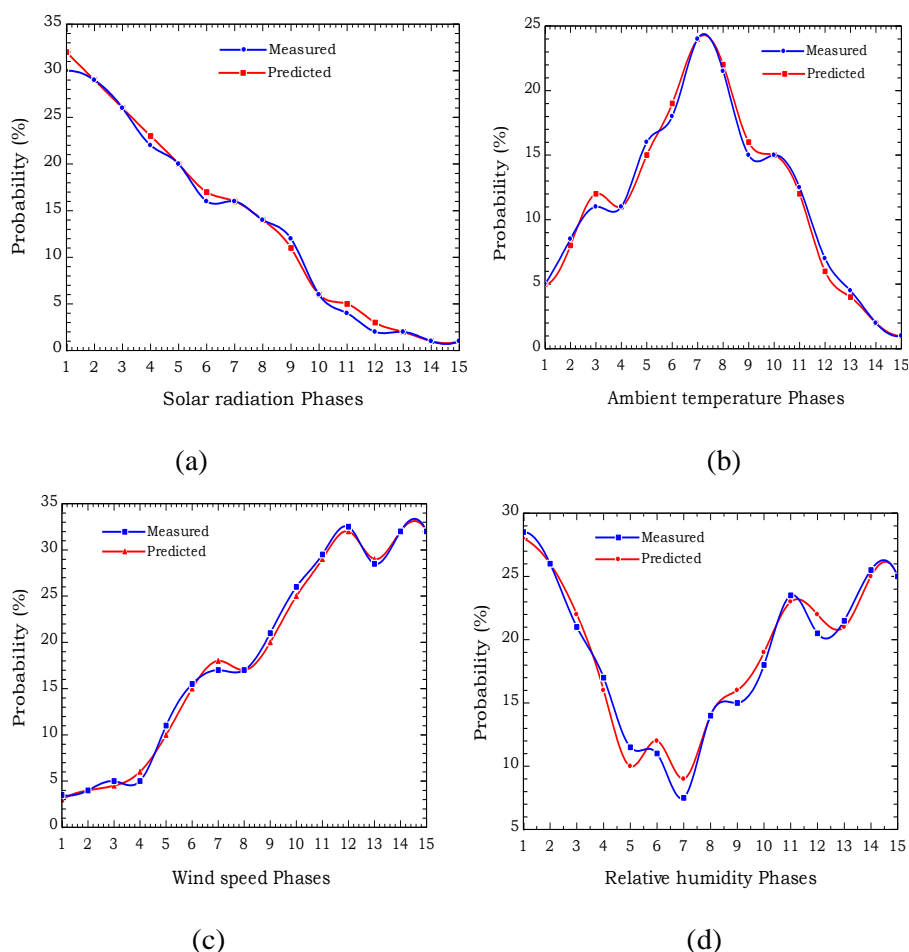 35
30
25
20
15
10
5
0
Probability (%)
Measured
Predicted
1 2 3 4 5 6 7 8 9 10 11 12 13 14 15
Solar radiation Phases
(a)
25
20
15
10
5
0
Probability (%)
Measured
Predicted
1 2 3 4 5 6 7 8 9 10 11 12 13 14 15
Ambient temperature Phases
(b)
35
30
25
20
15
10
5
0
Probability (%)
Measured
Predicted
1 2 3 4 5 6 7 8 9 10 11 12 13 14 15
Wind speed Phases
(c)
30
25
20
15
10
5
Probability (%)
Measured
Predicted
1 2 3 4 5 6 7 8 9 10 11 12 13 14 15
Relative humidity Phases
(d)